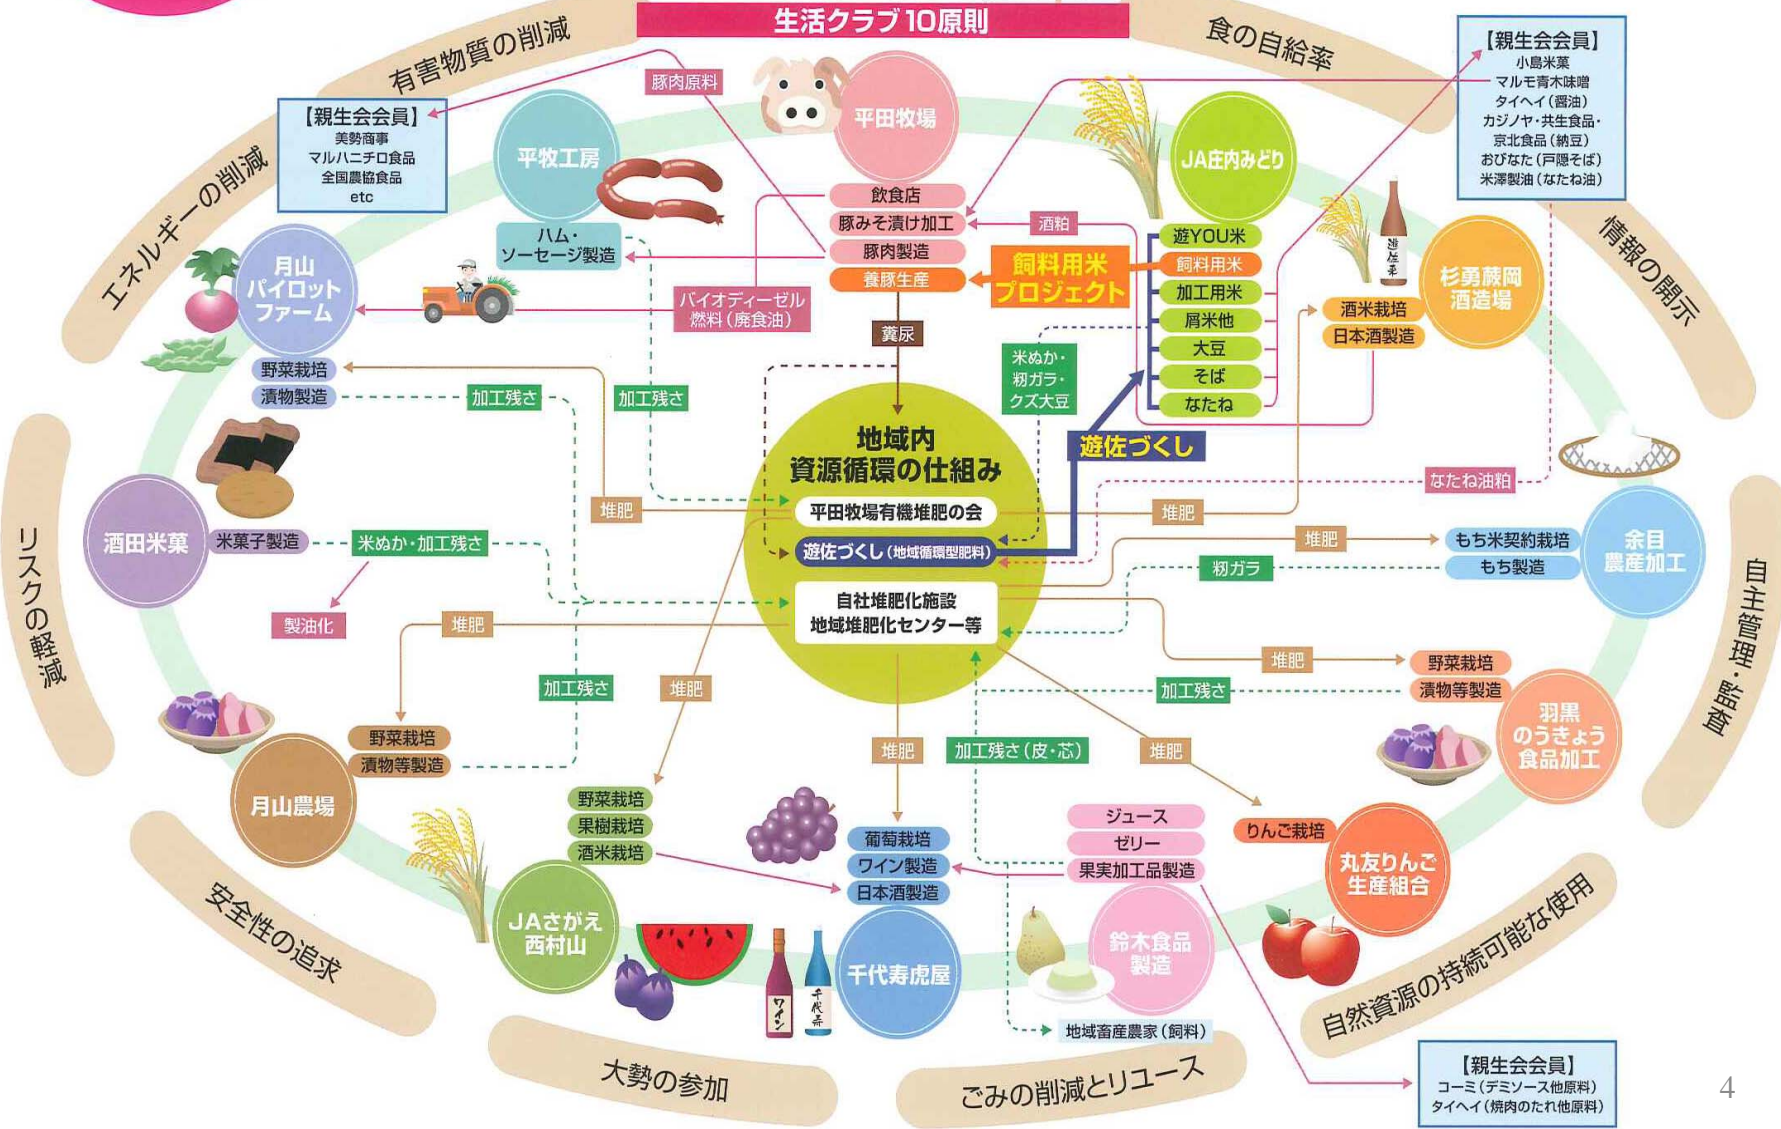 生活クラブ10原則
有害物質の削減
食の自給率
エネルギーの削減
情報の開示
リスクの軽減
自主管理・監査
安全性の追求
大勢の参加
ごみの削減とリユース
自然資源の持続可能な使用
【親生会会員】
美勢商事
マルハニチロ食品
全国農協食品
etc
豚肉原料
平牧工房
ハム・
ソーセージ製造
平田牧場
飲食店
豚みそ漬け加工
豚肉製造
養豚生産
酒粕
飼料用米
プロジェクト
JA庄内みどり
遊YOU米
飼料用米
加工用米
屑米他
大豆
そば
なたね
【親生会会員】
小島米菓
マルモ青木味噌
タイヘイ(醤油)
カジノヤ・共生食品・
京北食品(納豆)
おびなた(戸隠そば)
米澤製油(なたね油)
遊佐米
杉勇蕨岡
酒造場
酒米栽培
日本酒製造
月山
パイロット
ファーム
野菜栽培
漬物製造
バイオディーゼル
燃料(廃食油)
糞尿
加工残さ
加工残さ
米ぬか・
籾ガラ・
クズ大豆
遊佐づくし
なたね油粕
地域内
資源循環の仕組み
平田牧場有機堆肥の会
遊佐づくし(地域循環型肥料)
自社堆肥化施設
地域堆肥化センター等
堆肥
堆肥
堆肥
酒田米菓
米菓子製造
米ぬか・加工残さ
製油化
堆肥
もち米契約栽培
もち製造
籾ガラ
余目
農産加工
堆肥
野菜栽培
漬物等製造
加工残さ
羽黒
のうきょう
食品加工
加工残さ
堆肥
野菜栽培
漬物等製造
月山農場
堆肥
加工残さ(皮・芯)
堆肥
野菜栽培
果樹栽培
酒米栽培
JAさがえ
西村山
葡萄栽培
ワイン製造
日本酒製造
千代寿虎屋
ワイン
千代寿
ジュース
ゼリー
果実加工品製造
鈴木食品
製造
地域畜産農家(飼料)
りんご栽培
丸友りんご
生産組合
【親生会会員】
コーミ(デミソース他原料)
タイヘイ(焼肉のたれ他原料)
4